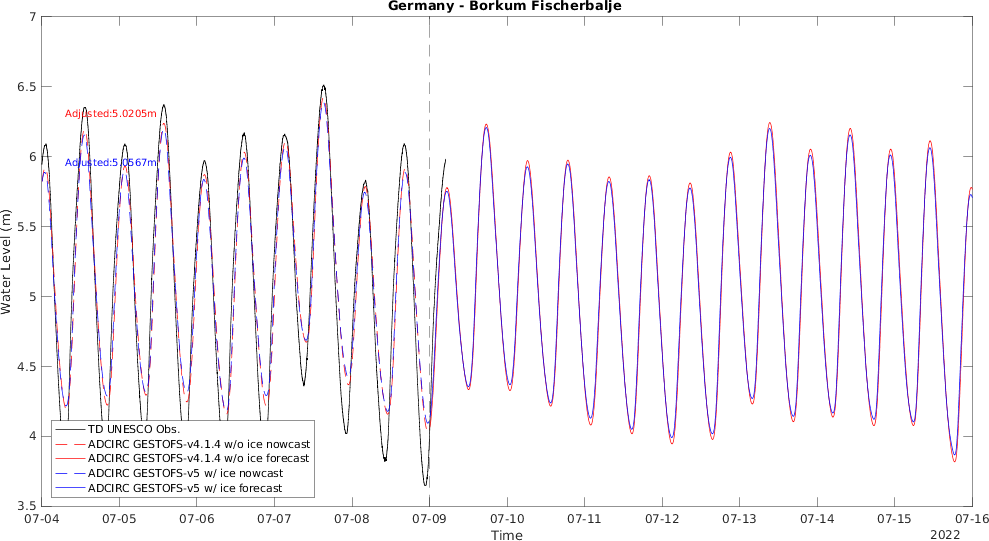 Germany - Borkum Fischerbalje
7
6.5
6
5.5
5
4.5
4
3.5
Water Level (m)
Adjusted:5.0205m
Adjusted:5.0567m
TD UNESCO Obs.
ADCIRC GESTOFS-v4.1.4 w/o ice nowcast
ADCIRC GESTOFS-v4.1.4 w/o ice forecast
ADCIRC GESTOFS-v5 w/ ice nowcast
ADCIRC GESTOFS-v5 w/ ice forecast
07-04 07-05 07-06 07-07 07-08 07-09 07-10 07-11 07-12 07-13 07-14 07-15 07-16
Time
2022